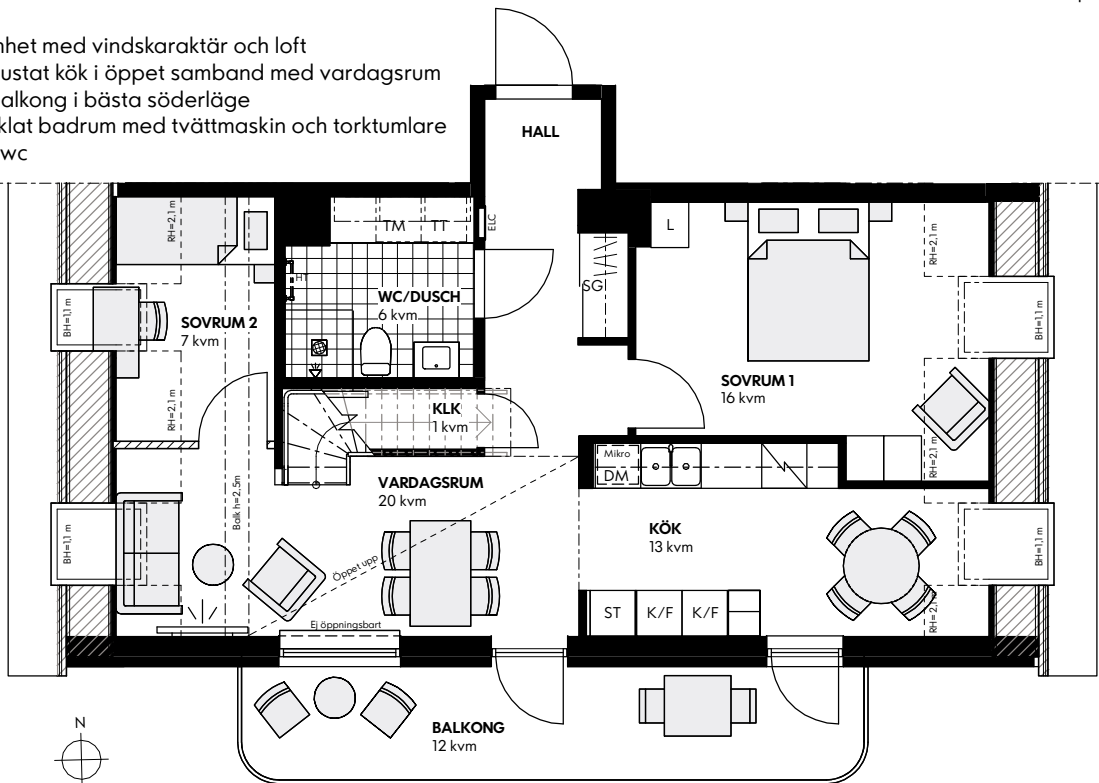 nhet med vindskaraktär och loft
ustat kök i öppet samband med vardagsrum
alkong i bästa söderläge
klat badrum med tvättmaskin och torktumlare
wc
HALL
ELC
TM
TT
L
RH=2,1 m
RH=2,1 m
HT
SG
WC/DUSCH
6 kvm
SOVRUM 2
7 kvm
BH=1,1 m
BH=1,1 m
RH=2,1 m
SOVRUM 1
16 kvm
KLK
1 kvm
RH=2,1 m
Mikro
DM
VARDAGSRUM
20 kvm
Balk h=2,5m
KÖK
13 kvm
BH=1,1 m
BH=1,1 m
Öppet upp
ST
K/F
K/F
RH=2,1 m
Ej öppningsbart
BALKONG
12 kvm
N